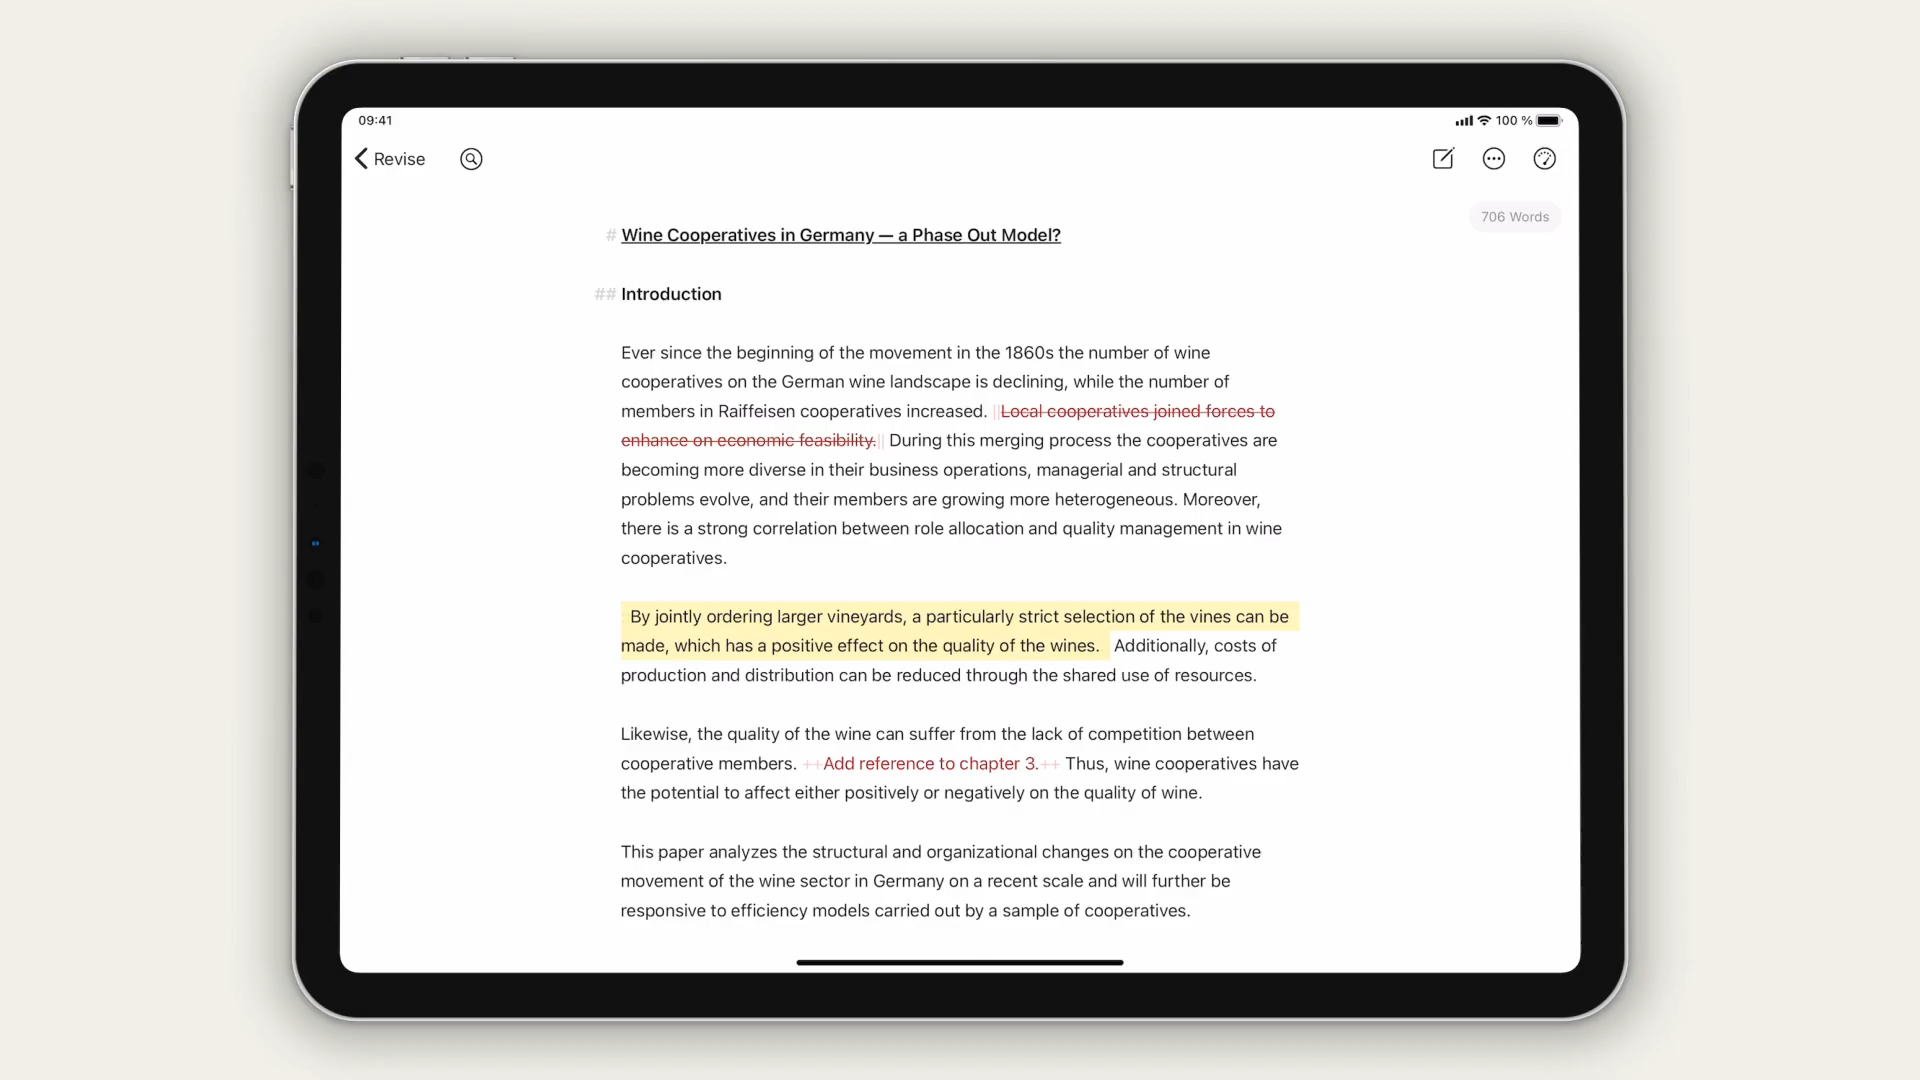 09:41
100 %
Revise
706 Words
# Wine Cooperatives in Germany — a Phase Out Model?
## Introduction
Ever since the beginning of the movement in the 1860s the number of wine
cooperatives on the German wine landscape is declining, while the number of
members in Raiffeisen cooperatives increased. ||Local cooperatives joined forces to
enhance on economic feasibility.|| During this merging process the cooperatives are
becoming more diverse in their business operations, managerial and structural
problems evolve, and their members are growing more heterogeneous. Moreover,
there is a strong correlation between role allocation and quality management in wine
cooperatives.
By jointly ordering larger vineyards, a particularly strict selection of the vines can be
made, which has a positive effect on the quality of the wines. Additionally, costs of
production and distribution can be reduced through the shared use of resources.
Likewise, the quality of the wine can suffer from the lack of competition between
cooperative members. ++Add reference to chapter 3.++ Thus, wine cooperatives have
the potential to affect either positively or negatively on the quality of wine.
This paper analyzes the structural and organizational changes on the cooperative
movement of the wine sector in Germany on a recent scale and will further be
responsive to efficiency models carried out by a sample of cooperatives.